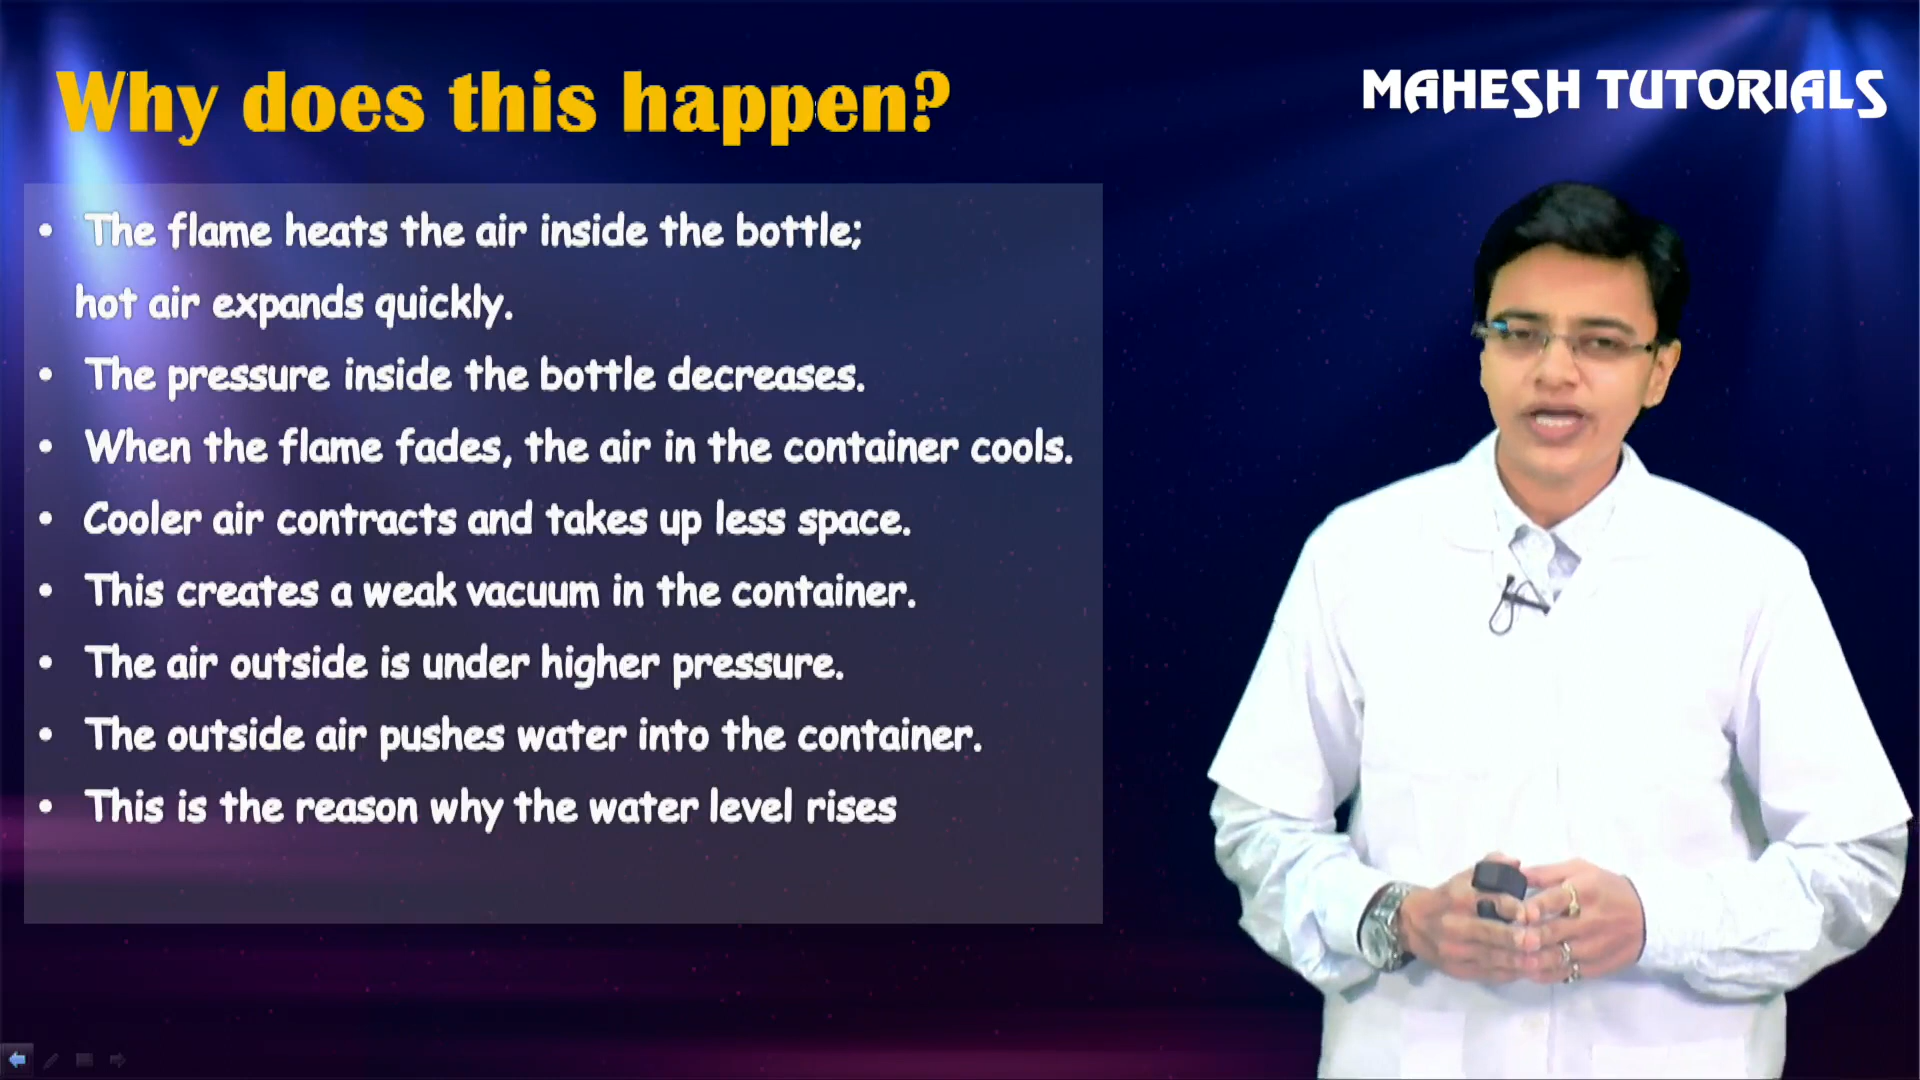 Why does this happen?
MAHESH TUTORIALS
• The flame heats the air inside the bottle;
hot air expands quickly.
• The pressure inside the bottle decreases.
• When the flame fades, the air in the container cools.
• Cooler air contracts and takes up less space.
• This creates a weak vacuum in the container.
• The air outside is under higher pressure.
• The outside air pushes water into the container.
• This is the reason why the water level rises